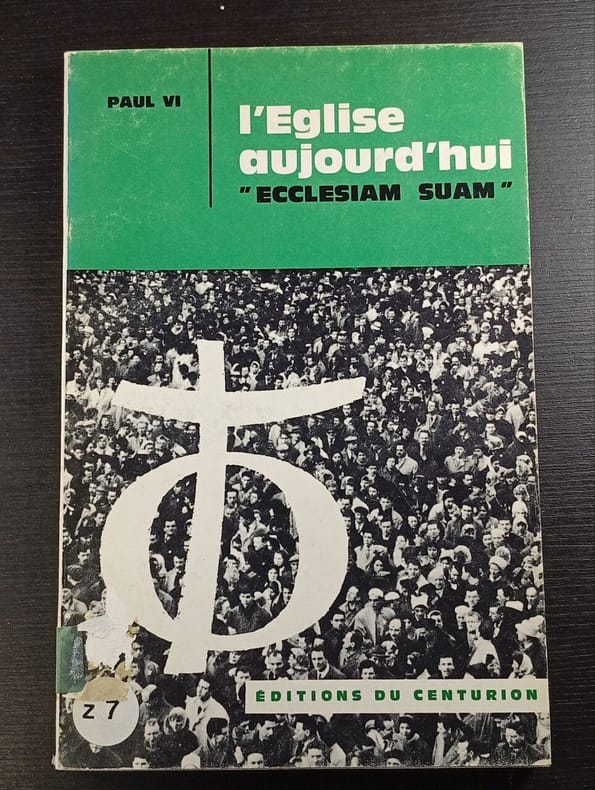 PAUL VI
l'Eglise
aujourd'hui
"ECCLESIAM SUAM"
ÉDITIONS DU CENTURION
Z 7